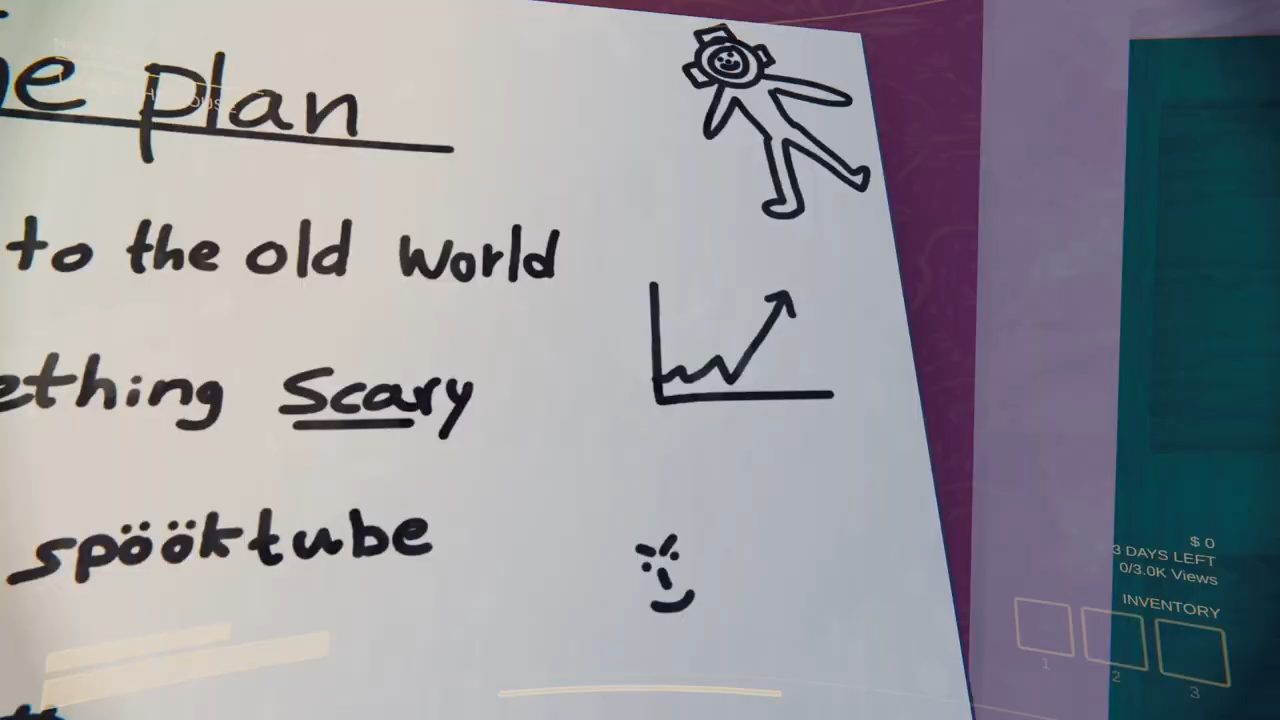 plan
to the old World
ething Scary
spööktube
$ 0
3 DAYS LEFT
0/3.0K Views
INVENTORY
1
2
3